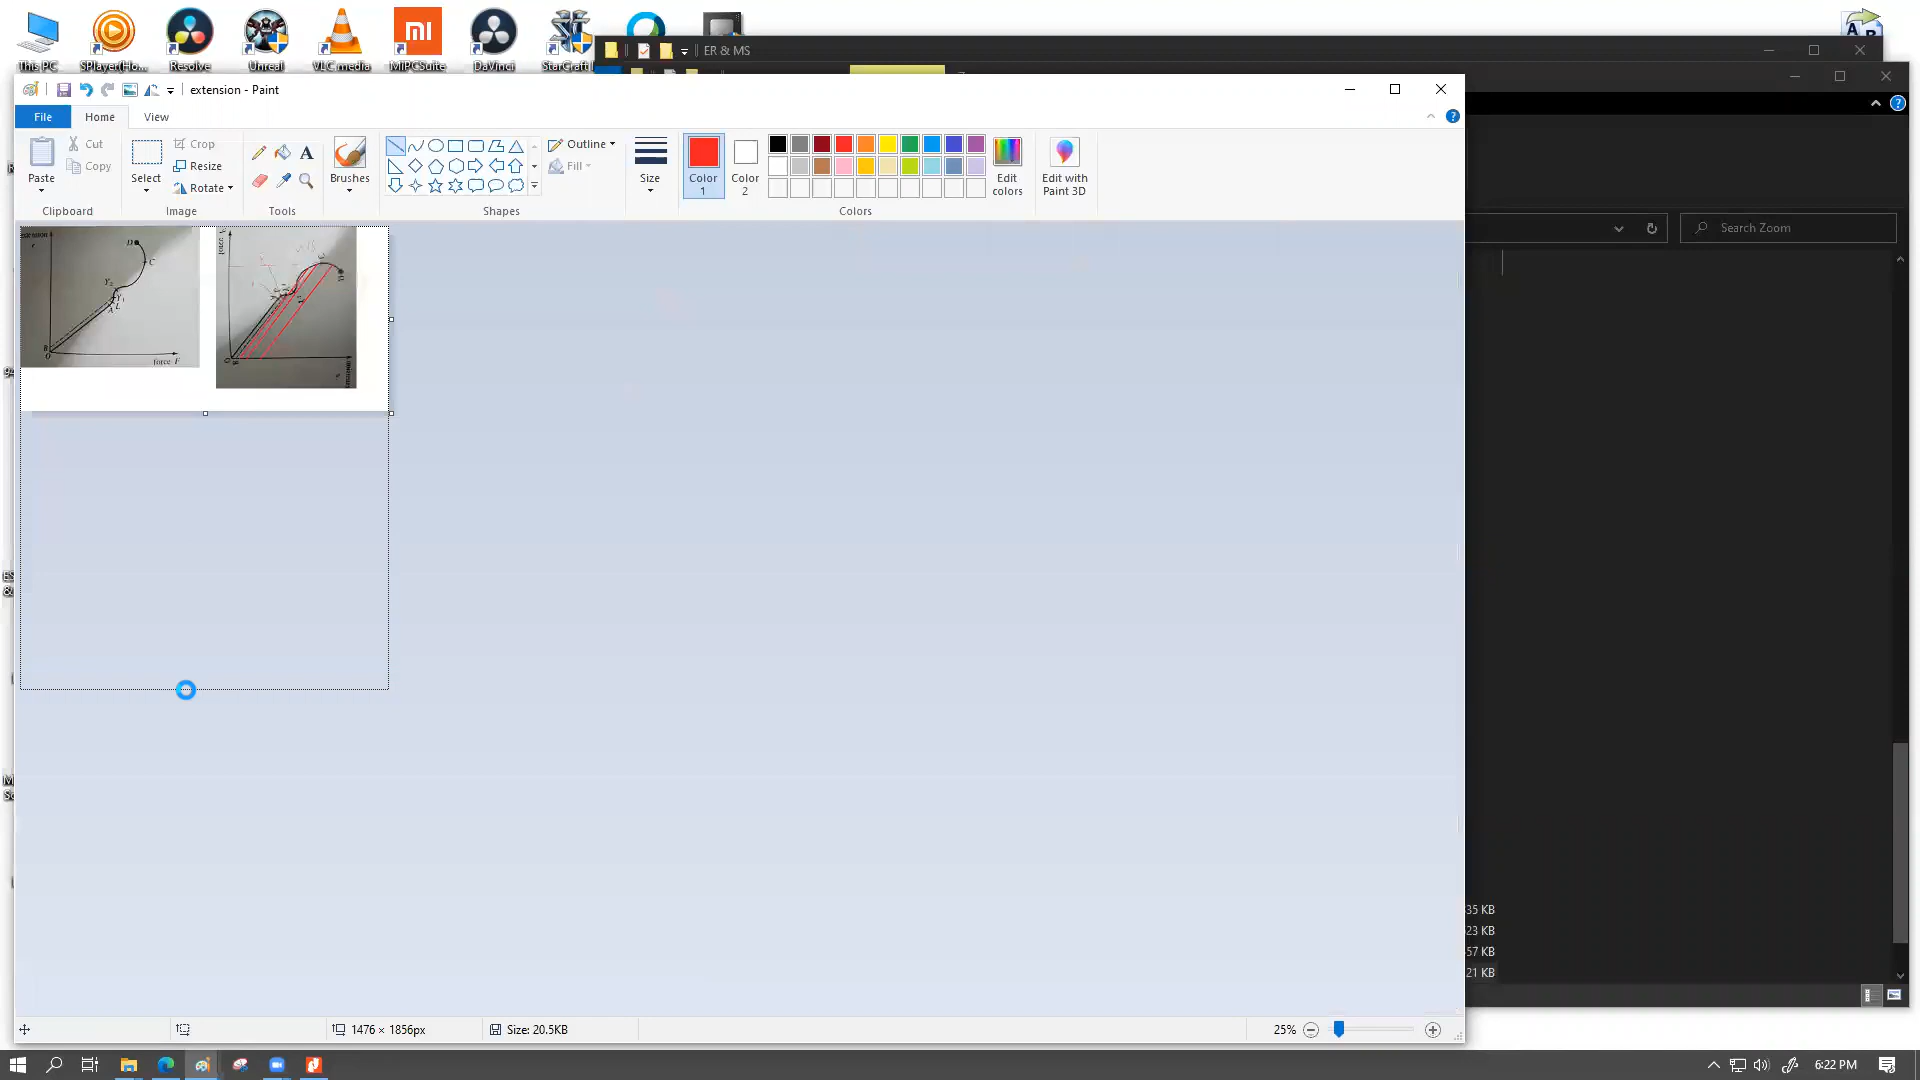 This PC
SPlayer(Ho...
Resolve
Unreal
VLC media
MiPCSuite
DaVinci
StarCraft I
ER & MS
extension - Paint
File
Home
View
Cut
Copy
Paste
Clipboard
Select
Crop
Resize
Rotate
Image
Tools
Brushes
Outline
Fill
Shapes
Size
Color 1
Color 2
Edit colors
Edit with Paint 3D
Colors
Search Zoom
D
C
Y₂
Y₁
L
A
B
O
force F
35 KB
23 KB
57 KB
21 KB
1476 × 1856px
Size: 20.5KB
25%
6:22 PM